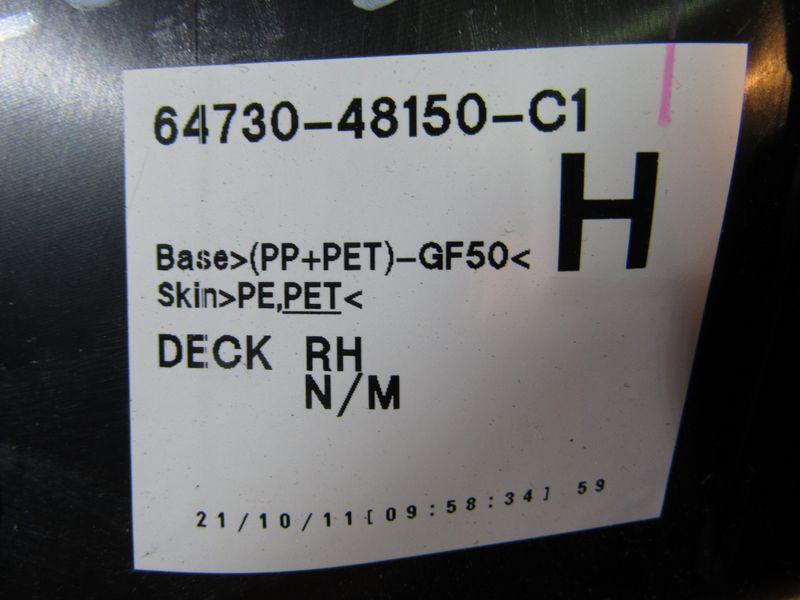 64730-48150-C1
H
Base>(PP+PET)-GF50<
Skin>PE,PET<
DECK RH
N/M
21/10/11[09:58:34] 59